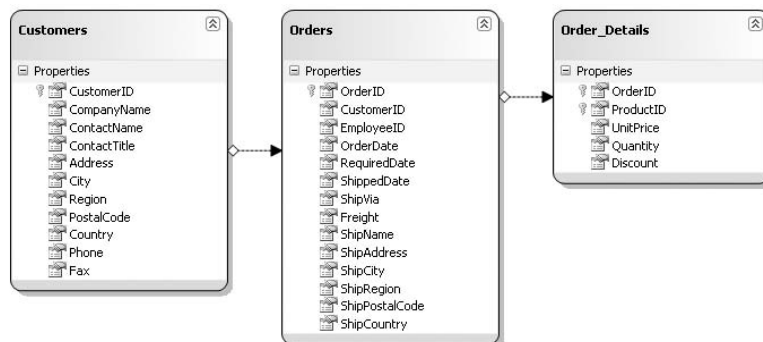 Customers
Properties
CustomerID
CompanyName
ContactName
ContactTitle
Address
City
Region
PostalCode
Country
Phone
Fax
Orders
Properties
OrderID
CustomerID
EmployeeID
OrderDate
RequiredDate
ShippedDate
ShipVia
Freight
ShipName
ShipAddress
ShipCity
ShipRegion
ShipPostalCode
ShipCountry
Order_Details
Properties
OrderID
ProductID
UnitPrice
Quantity
Discount